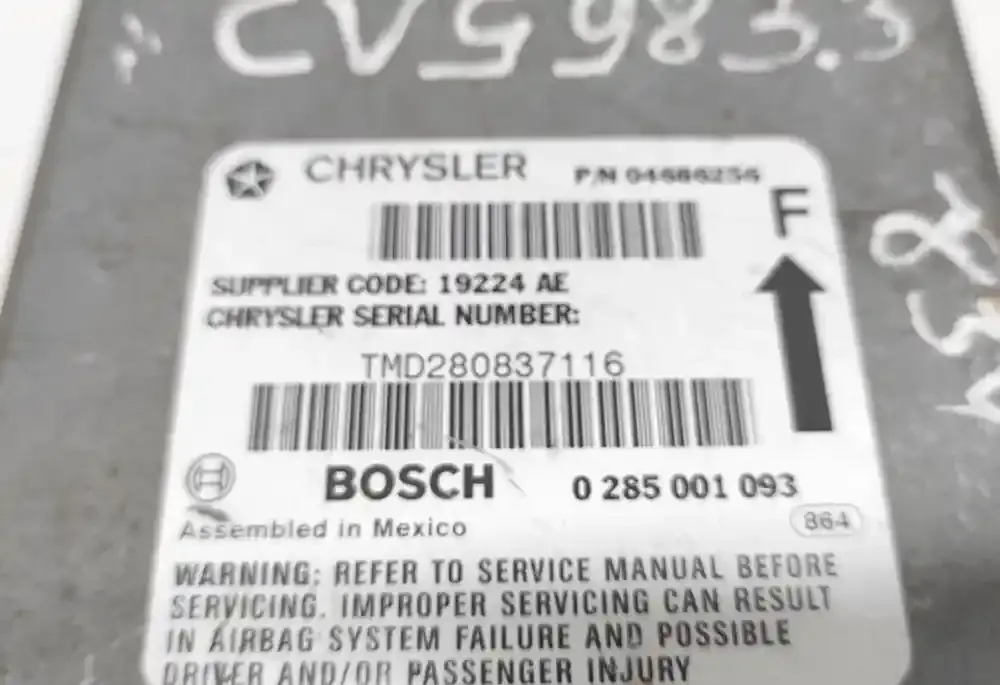 CHRYSLER P/N 04686256
F
SUPPLIER CODE: 19224 AE
CHRYSLER SERIAL NUMBER:
TMD280837116
BOSCH 0 285 001 093
Assembled in Mexico 864
WARNING: REFER TO SERVICE MANUAL BEFORE
SERVICING. IMPROPER SERVICING CAN RESULT
IN AIRBAG SYSTEM FAILURE AND POSSIBLE
DRIVER AND/OR PASSENGER INJURY